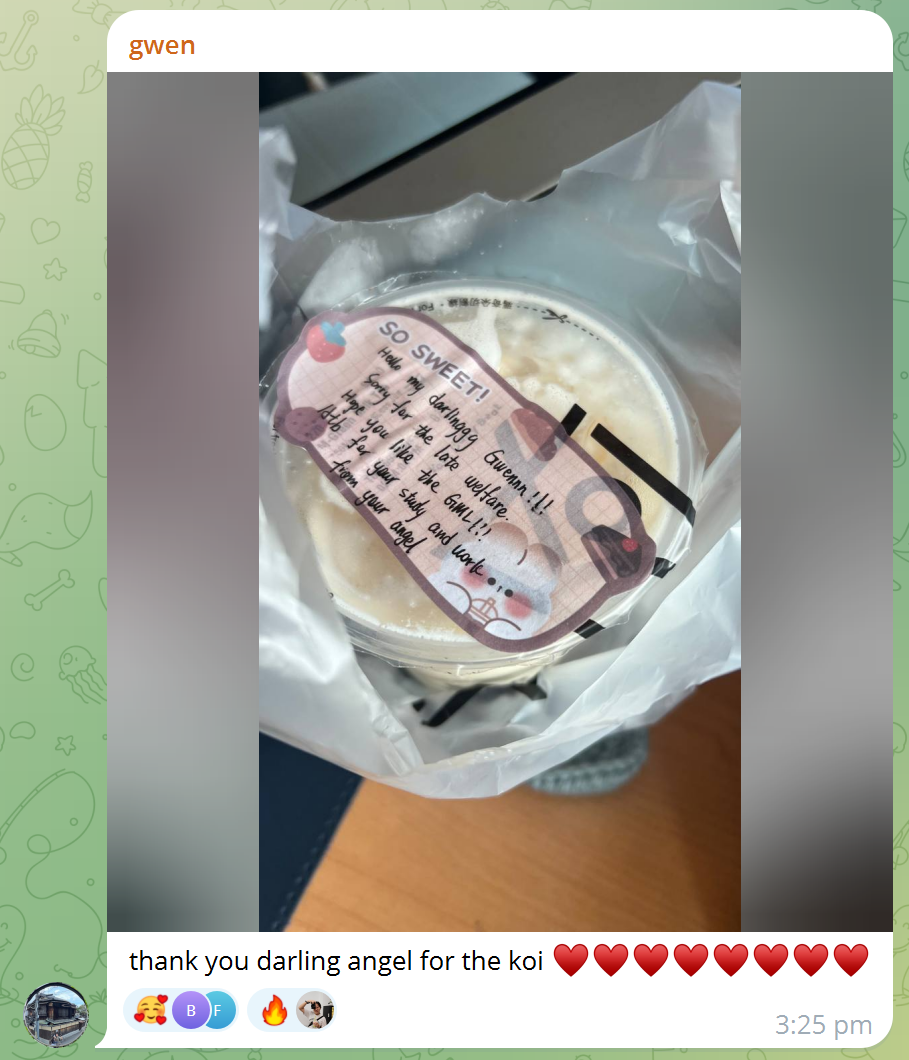 gwen
SO SWEET!
Hello my darlinggg Gwennn!!!
Sorry for the late welfare.
Hope you like the GML!!!
Atb for your study and work
from your angel
thank you darling angel for the koi ♥️♥️♥️♥️♥️♥️♥️♥️
B F
3:25 pm